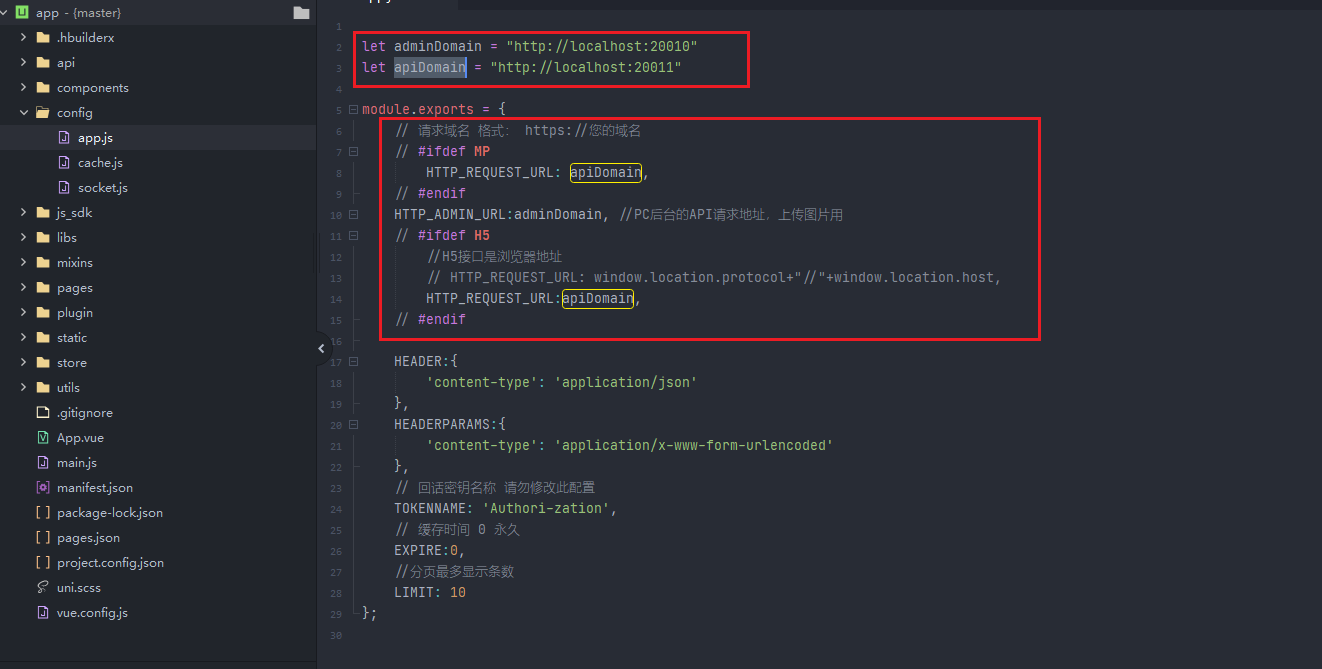 app - {master}
.hbuilderx
api
components
config
app.js
cache.js
socket.js
js_sdk
libs
mixins
pages
plugin
static
store
utils
.gitignore
App.vue
main.js
manifest.json
package-lock.json
pages.json
project.config.json
uni.scss
vue.config.js
1
2 let adminDomain = "http://localhost:20010"
3 let apiDomain = "http://localhost:20011"
4
5 module.exports = {
6 // 请求域名 格式: https://您的域名
7 // #ifdef MP
8 HTTP_REQUEST_URL: apiDomain,
9 // #endif
10 HTTP_ADMIN_URL:adminDomain, //PC后台的API请求地址，上传图片用
11 // #ifdef H5
12 //H5接口是浏览器地址
13 // HTTP_REQUEST_URL: window.location.protocol+"//"+window.location.host,
14 HTTP_REQUEST_URL:apiDomain,
15 // #endif
16
17 HEADER:{
18 'content-type': 'application/json'
19 },
20 HEADERPARAMS:{
21 'content-type': 'application/x-www-form-urlencoded'
22 },
23 // 回话密钥名称 请勿修改此配置
24 TOKENNAME: 'Authori-zation',
25 // 缓存时间 0 永久
26 EXPIRE:0,
27 //分页最多显示条数
28 LIMIT: 10
29 };
30